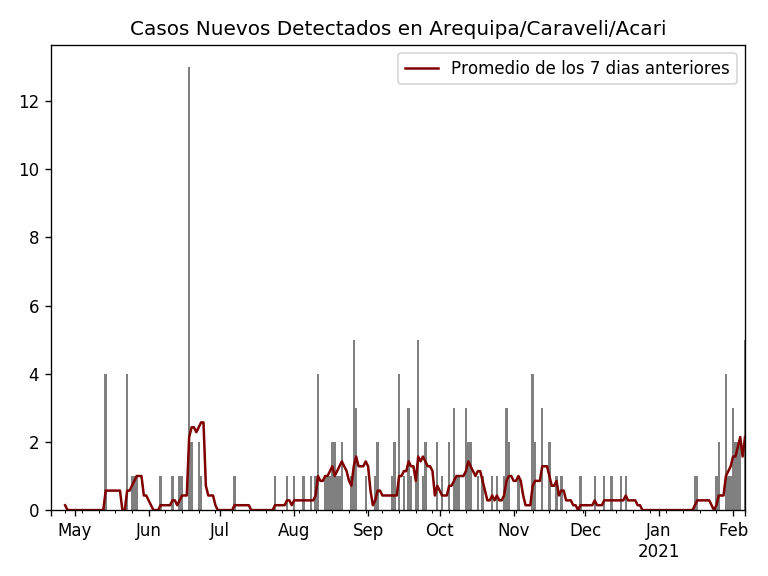 Casos Nuevos Detectados en Arequipa/Caraveli/Acari
Promedio de los 7 dias anteriores
12
10
8
6
4
2
0
May Jun Jul Aug Sep Oct Nov Dec Jan Feb
2021